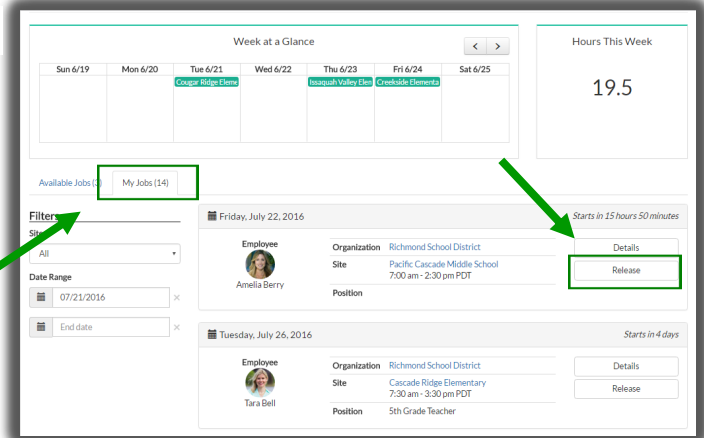 Week at a Glance
< >
Sun 6/19 Mon 6/20 Tue 6/21 Wed 6/22 Thu 6/23 Fri 6/24 Sat 6/25
Cougar Ridge Eleme Issaquah Valley Elen Creekside Elementa
Hours This Week
19.5
Available Jobs (3) My Jobs (14)
Filters
All
Date Range
07/21/2016 ×
End date ×
Friday, July 22, 2016 Starts in 15 hours 50 minutes
Employee
Amelia Berry
Organization Richmond School District
Site Pacific Cascade Middle School
7:00 am - 2:30 pm PDT
Position
Details
Release
Tuesday, July 26, 2016 Starts in 4 days
Employee
Tara Bell
Organization Richmond School District
Site Cascade Ridge Elementary
7:30 am - 3:30 pm PDT
Position 5th Grade Teacher
Details
Release